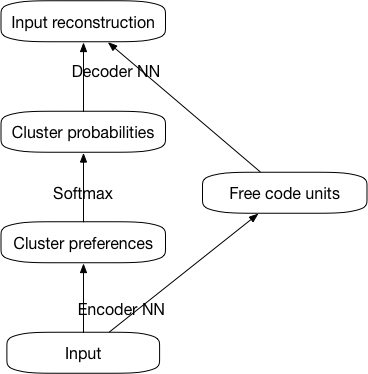 Input reconstruction
Decoder NN
Cluster probabilities
Softmax
Free code units
Cluster preferences
Encoder NN
Input